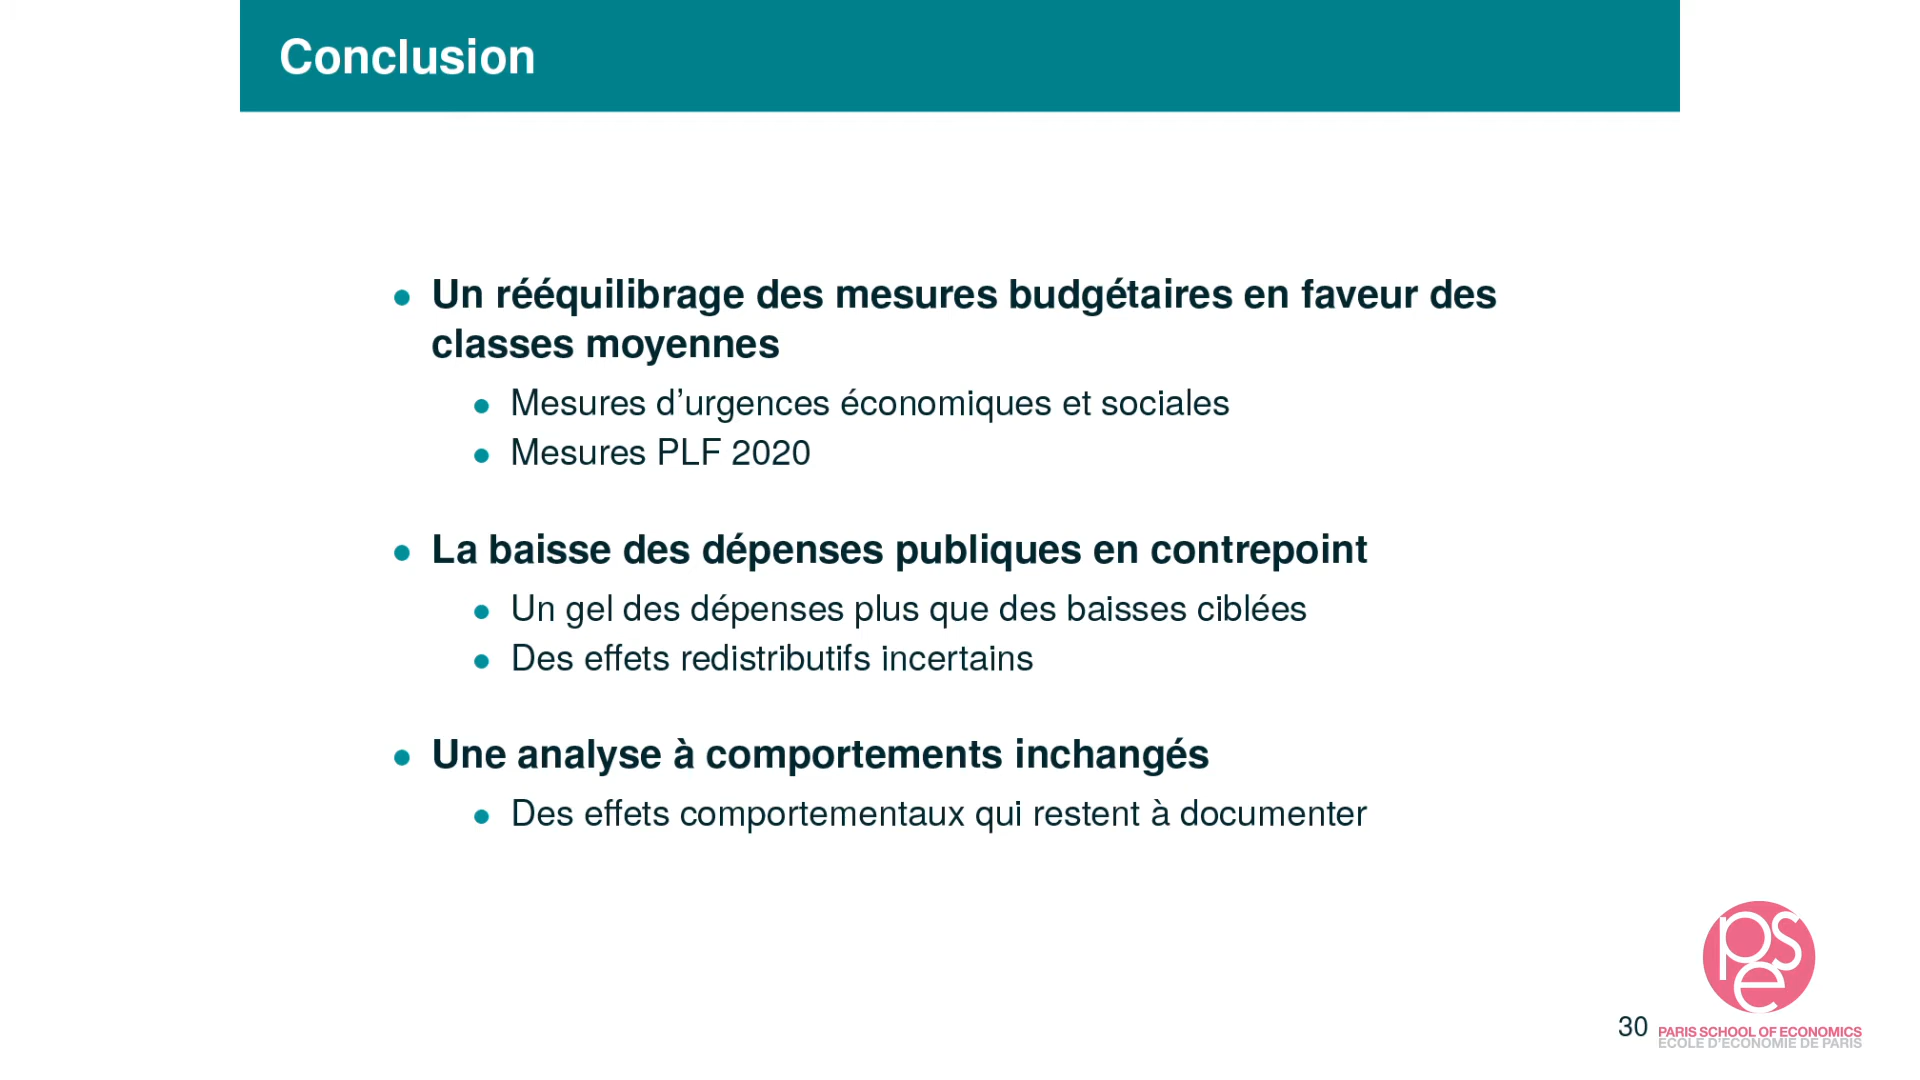 Conclusion
• Un rééquilibrage des mesures budgétaires en faveur des
classes moyennes
• Mesures d’urgences économiques et sociales
• Mesures PLF 2020
• La baisse des dépenses publiques en contrepoint
• Un gel des dépenses plus que des baisses ciblées
• Des effets redistributifs incertains
• Une analyse à comportements inchangés
• Des effets comportementaux qui restent à documenter
pse
30
PARIS SCHOOL OF ECONOMICS
ECOLE D'ECONOMIE DE PARIS